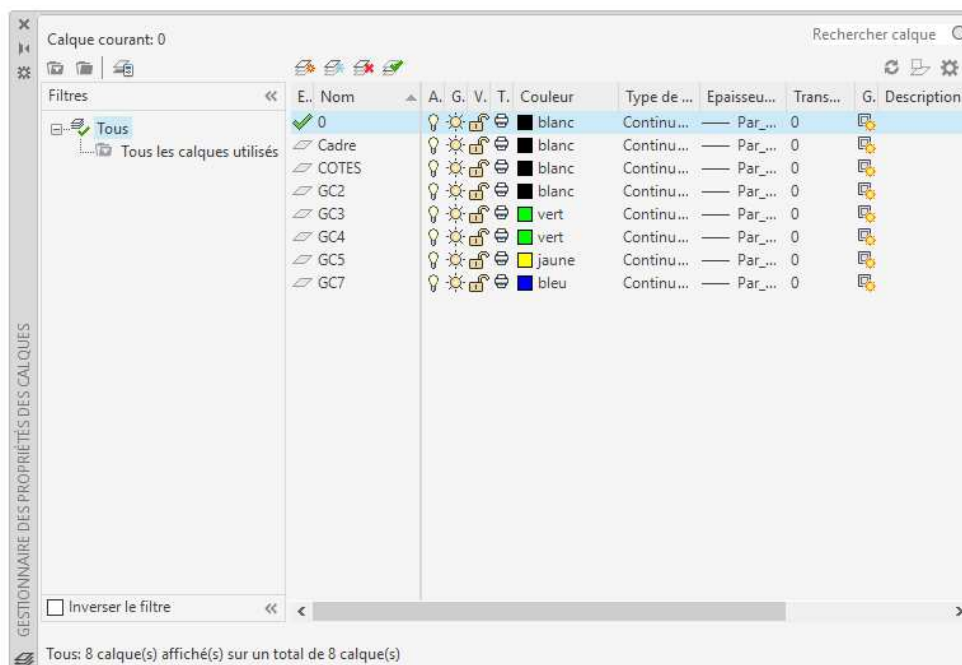 Calque courant: 0
Rechercher calque
Filtres
E.. Nom A. G. V. T. Couleur Type de ... Epaisseu... Trans... G. Description
Tous
Tous les calques utilisés
0 blanc Continu... Par_... 0
Cadre blanc Continu... Par_... 0
COTES blanc Continu... Par_... 0
GC2 blanc Continu... Par_... 0
GC3 vert Continu... Par_... 0
GC4 vert Continu... Par_... 0
GC5 jaune Continu... Par_... 0
GC7 bleu Continu... Par_... 0
GESTIONNAIRE DES PROPRIÉTÉS DES CALQUES
Inverser le filtre
Tous: 8 calque(s) affiché(s) sur un total de 8 calque(s)